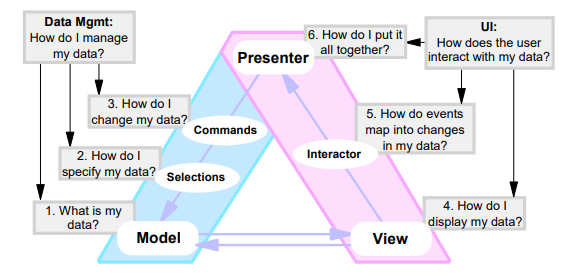 Data Mgmt:
How do I manage
my data?
3. How do I
change my data?
2. How do I
specify my data?
1. What is my
data?
Presenter
Commands
Selections
Interactor
Model
View
6. How do I put it
all together?
UI:
How does the user
interact with my data?
5. How do events
map into changes
in my data?
4. How do I
display my data?